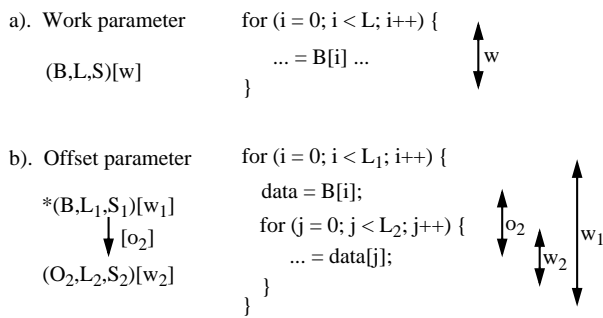 a). Work parameter
for (i = 0; i < L; i++) {
(B,L,S)[w]
... = B[i] ...
w
}
b). Offset parameter
for (i = 0; i < L₁; i++) {
*(B,L₁,S₁)[w₁]
data = B[i];
[o₂]
for (j = 0; j < L₂; j++) {
o₂
w₁
(O₂,L₂,S₂)[w₂]
... = data[j];
w₂
}
}